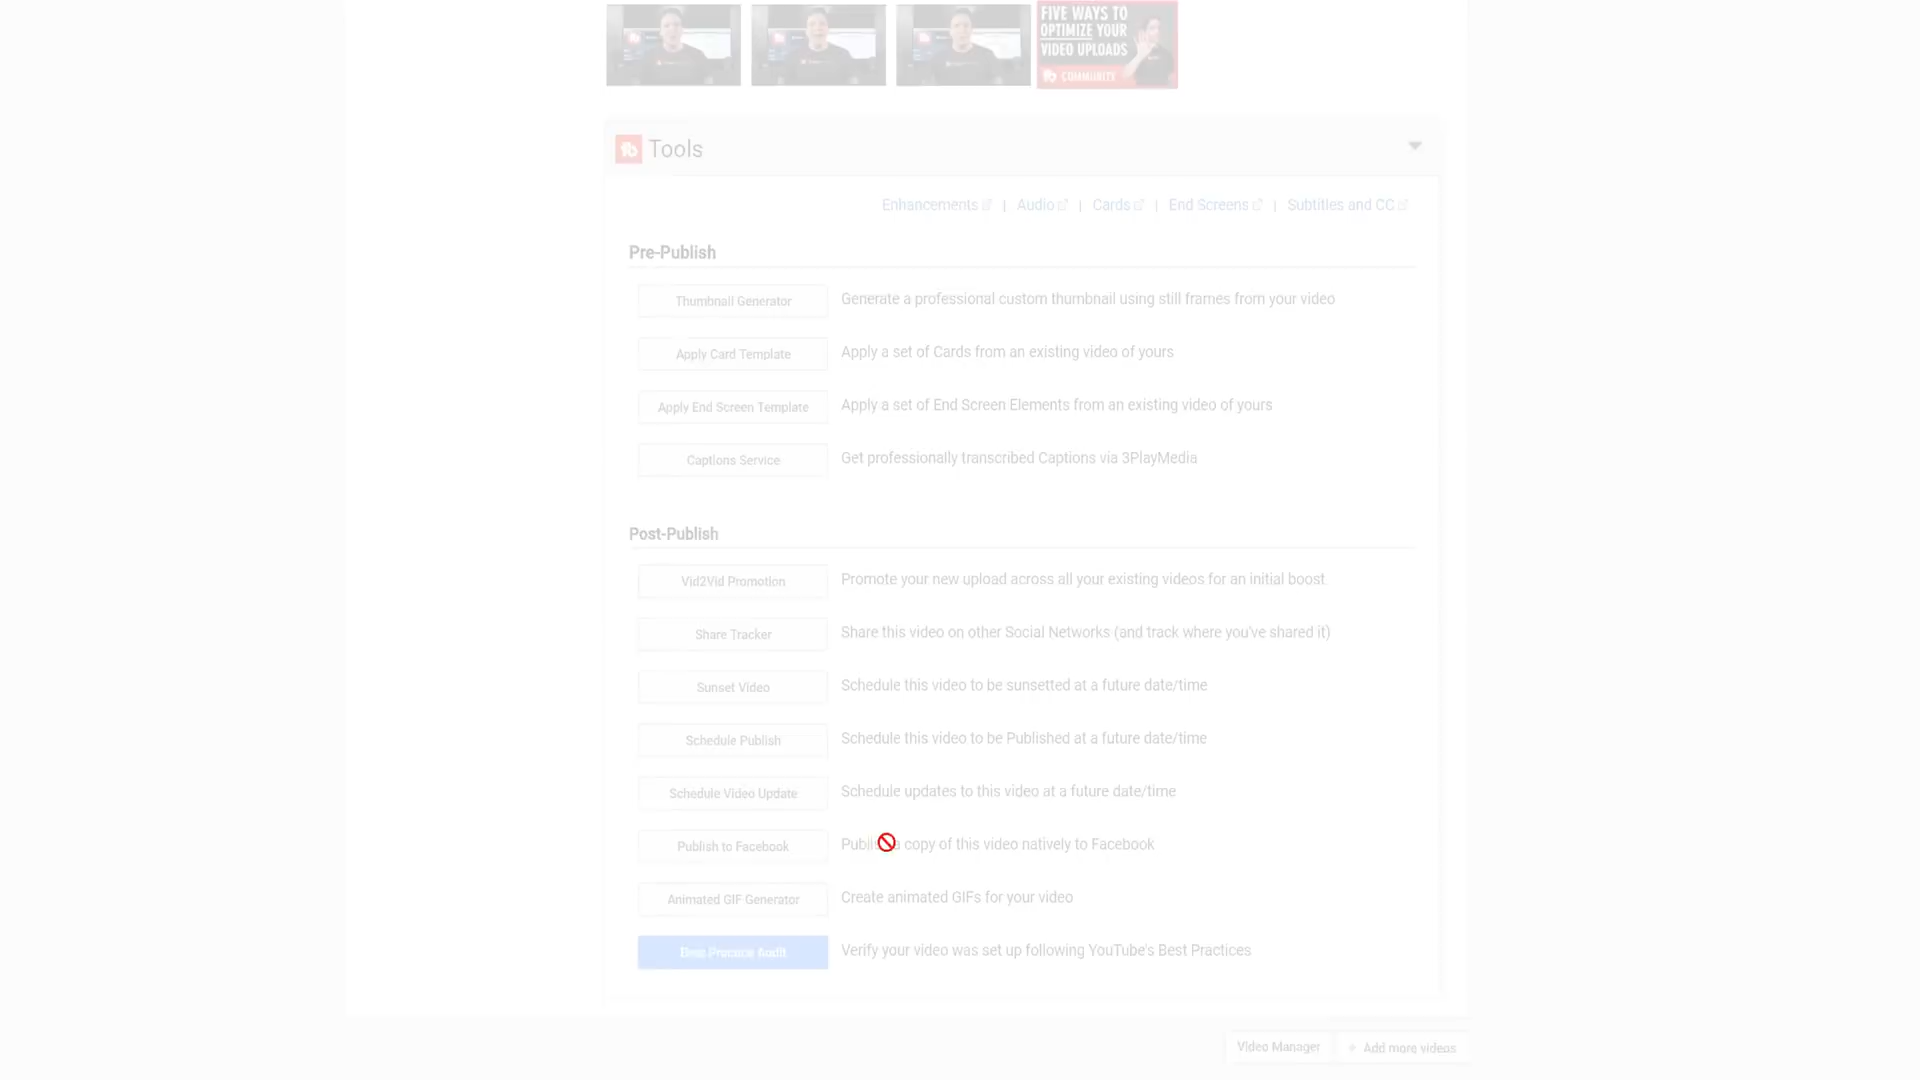 FIVE WAYS TO
OPTIMIZE YOUR
VIDEO UPLOADS
COMMUNITY
Tools
Enhancements | Audio | Cards | End Screens | Subtitles and CC
Pre-Publish
Thumbnail Generator Generate a professional custom thumbnail using still frames from your video
Apply Card Template Apply a set of Cards from an existing video of yours
Apply End Screen Template Apply a set of End Screen Elements from an existing video of yours
Captions Service Get professionally transcribed Captions via 3PlayMedia
Post-Publish
Vid2Vid Promotion Promote your new upload across all your existing videos for an initial boost
Share Tracker Share this video on other Social Networks (and track where you've shared it)
Sunset Video Schedule this video to be sunsetted at a future date/time
Schedule Publish Schedule this video to be Published at a future date/time
Schedule Video Update Schedule updates to this video at a future date/time
Publish to Facebook Publish a copy of this video natively to Facebook
Animated GIF Generator Create animated GIFs for your video
Best Practice Audit Verify your video was set up following YouTube's Best Practices
Video Manager + Add more videos